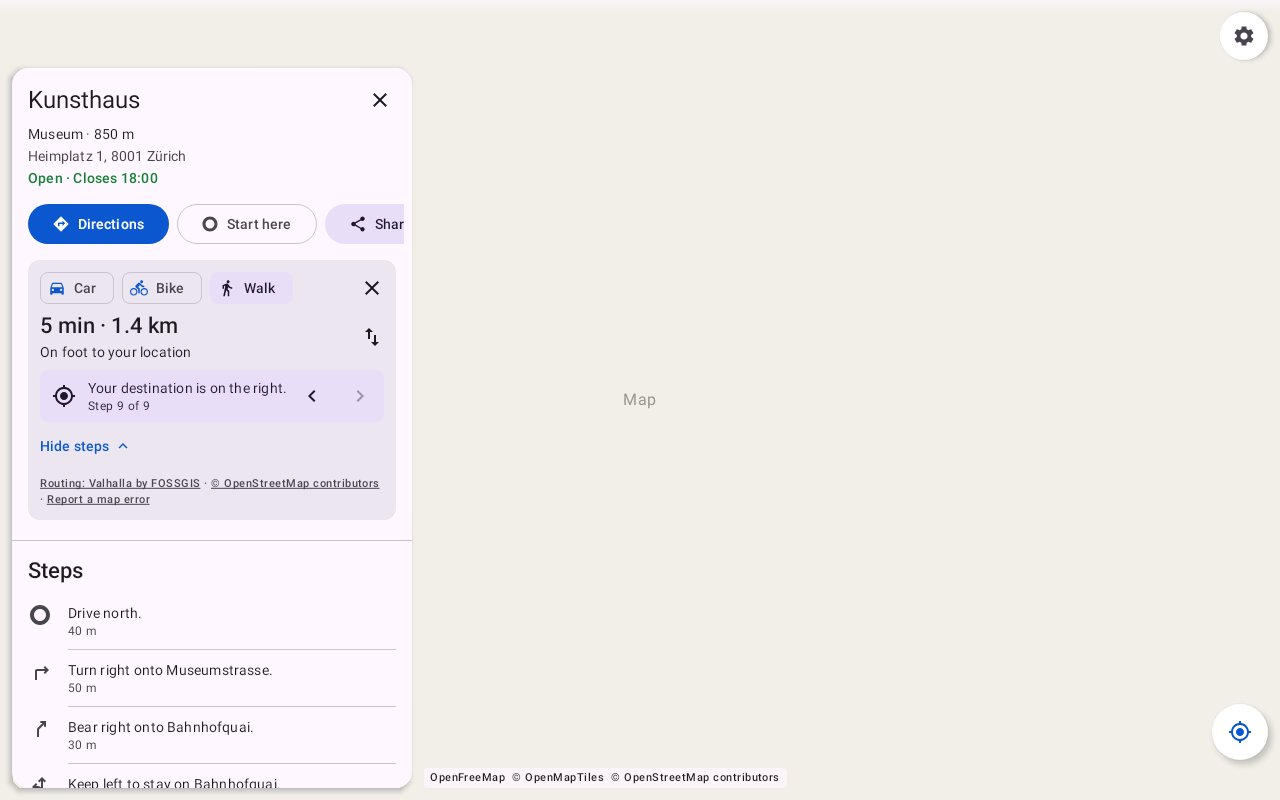 Kunsthaus
Museum · 850 m
Heimplatz 1, 8001 Zürich
Open · Closes 18:00
Directions
Start here
Shar
Car
Bike
Walk
5 min · 1.4 km
On foot to your location
Your destination is on the right.
Step 9 of 9
Hide steps
Routing: Valhalla by FOSSGIS · © OpenStreetMap contributors
· Report a map error
Steps
Drive north.
40 m
Turn right onto Museumstrasse.
50 m
Bear right onto Bahnhofquai.
30 m
Keep left to stay on Bahnhofquai.
Map
OpenFreeMap © OpenMapTiles © OpenStreetMap contributors